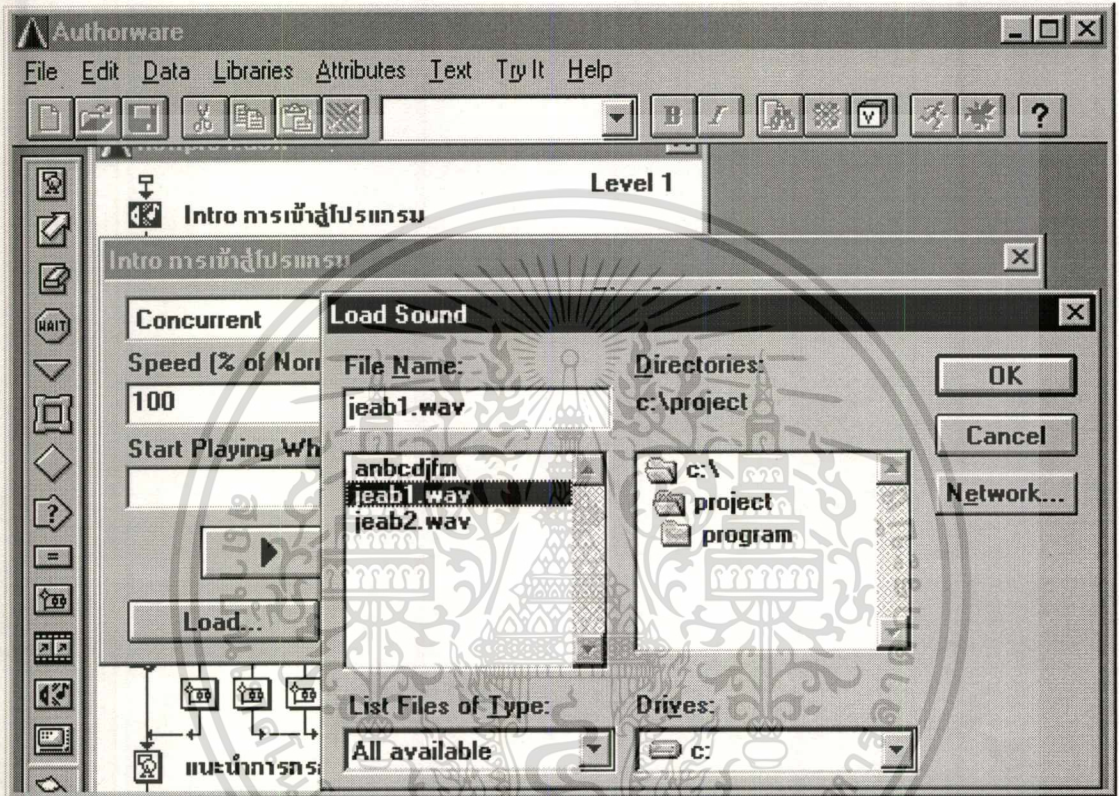 Authorware
File Edit Data Libraries Attributes Text Try It Help
B I V ?
Level 1
Intro การเข้าสู่โปรแกรม
Intro การเข้าสู่โปรแกรม
Concurrent
Speed (% of Norm
100
Start Playing Wh
Load...
Load Sound
File Name:
jeab1.wav
anbcdjfm
jeab1.wav
jeab2.wav
List Files of Type:
All available
Directories:
c:\project
c:\
project
program
Drives:
c:
OK
Cancel
Network...
WAIT
?
=
แนะนำการกระ